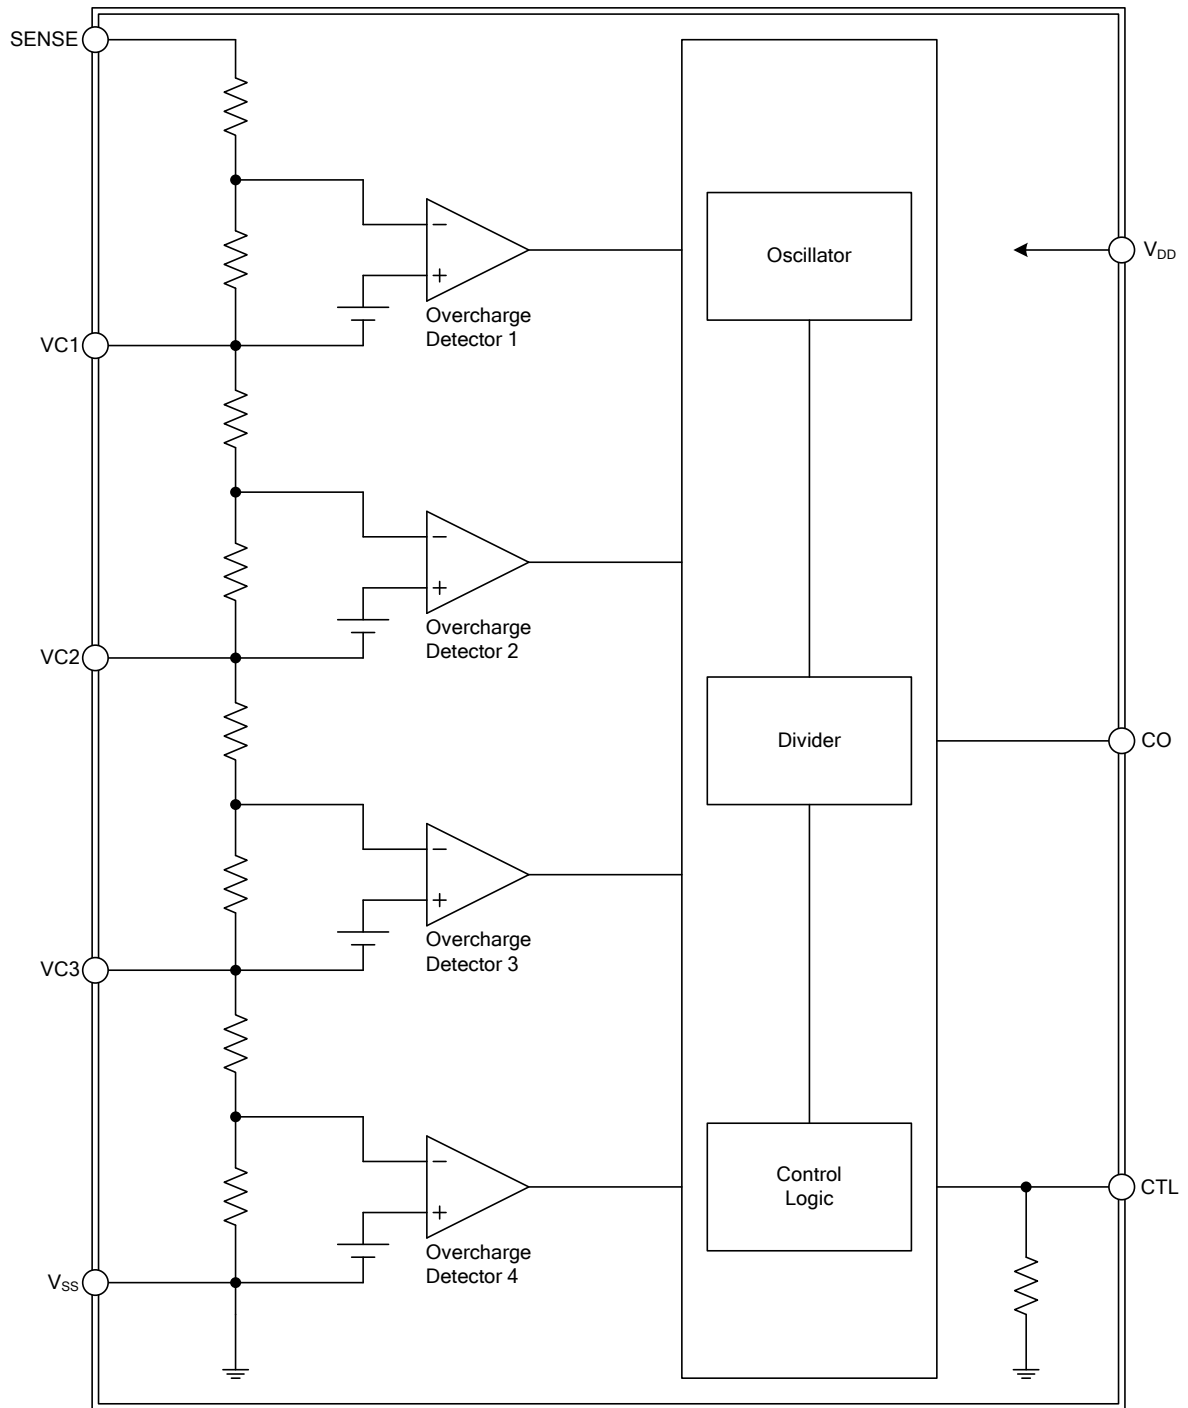 SENSE
−
+
Overcharge
Detector 1
Oscillator
VDD
VC1
−
+
Overcharge
Detector 2
VC2
Divider
CO
−
+
Overcharge
Detector 3
VC3
−
+
Overcharge
Detector 4
Control
Logic
CTL
VSS